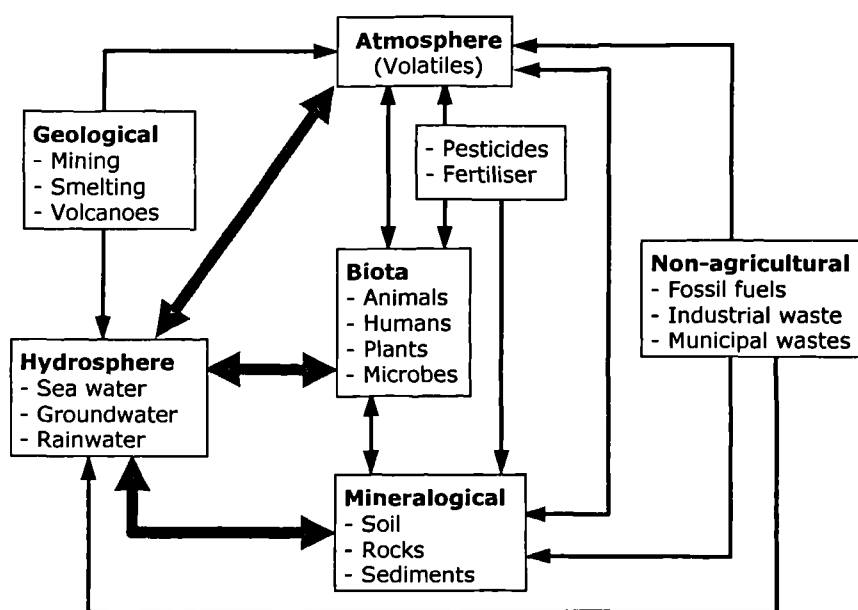 Atmosphere
(Volatiles)
Geological
- Mining
- Smelting
- Volcanoes
- Pesticides
- Fertiliser
Biota
- Animals
- Humans
- Plants
- Microbes
Non-agricultural
- Fossil fuels
- Industrial waste
- Municipal wastes
Hydrosphere
- Sea water
- Groundwater
- Rainwater
Mineralogical
- Soil
- Rocks
- Sediments